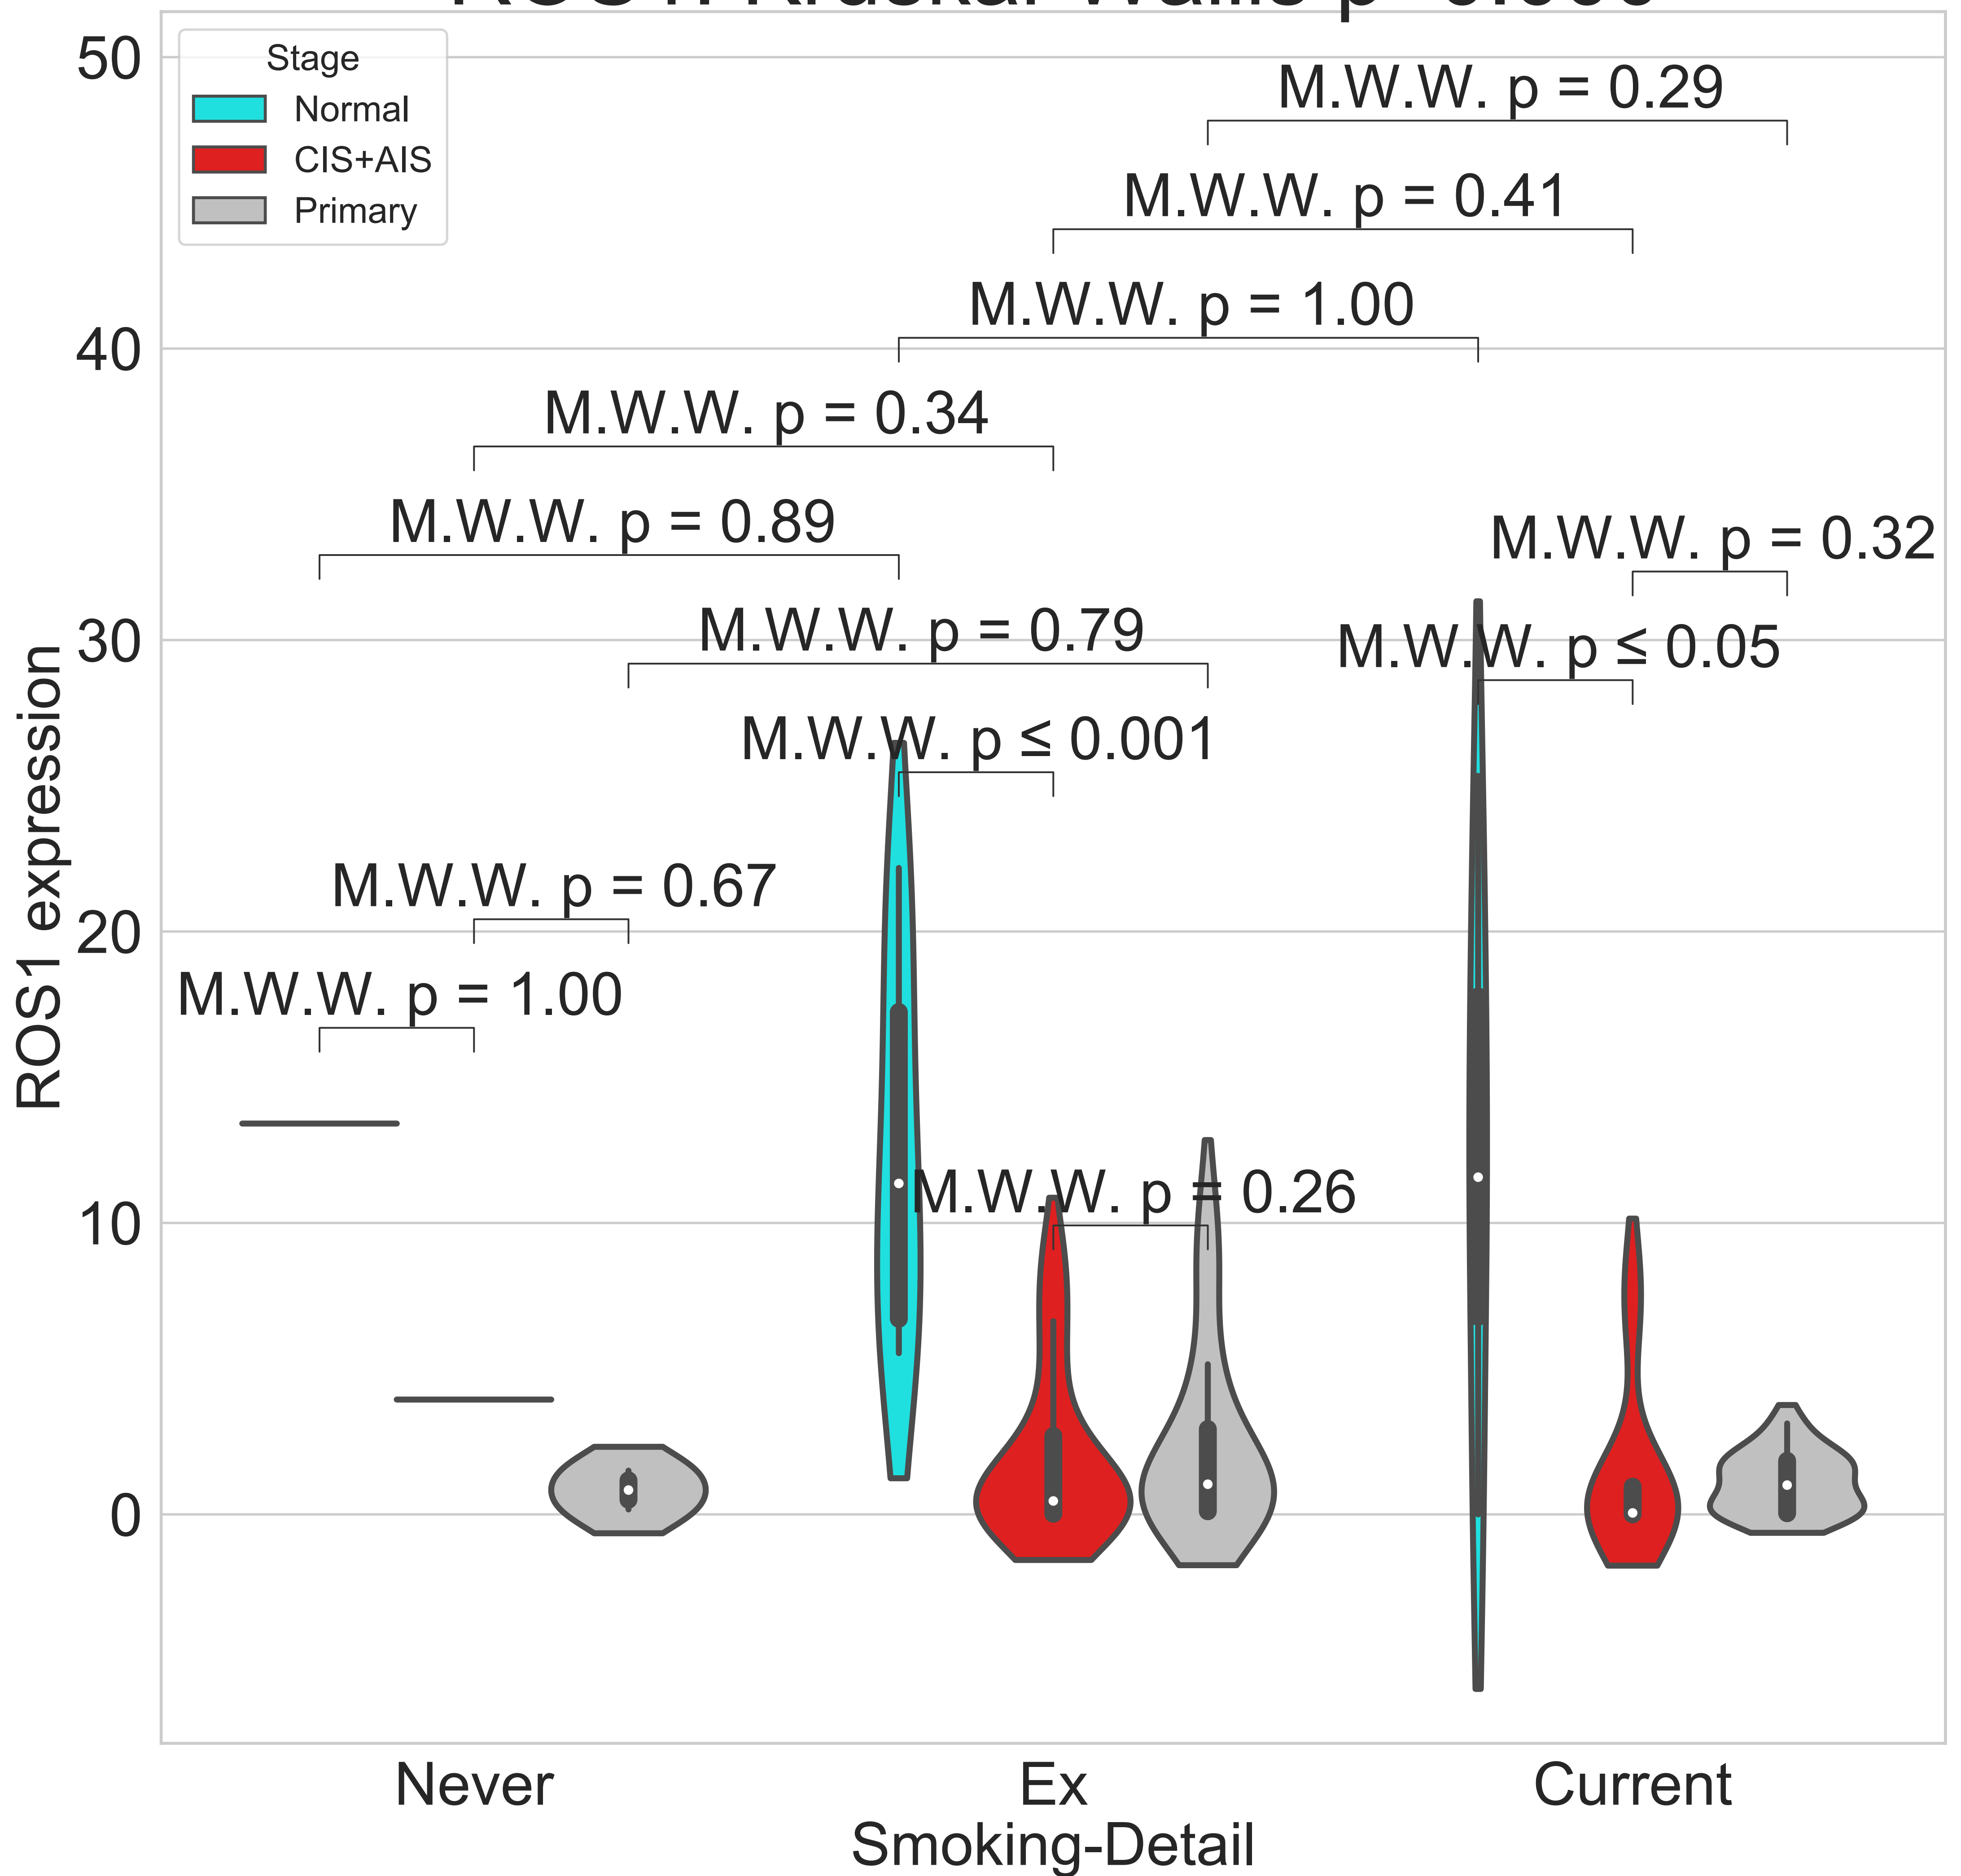 50
Stage
Normal
CIS+AIS
Primary
M.W.W. p = 0.29
M.W.W. p = 0.41
M.W.W. p = 1.00
40
M.W.W. p = 0.34
M.W.W. p = 0.89
M.W.W. p = 0.32
30
M.W.W. p = 0.79
M.W.W. p ≤ 0.05
M.W.W. p ≤ 0.001
ROS1 expression
20
M.W.W. p = 0.67
M.W.W. p = 1.00
10
M.W.W. p = 0.26
0
Never
Ex
Current
Smoking-Detail